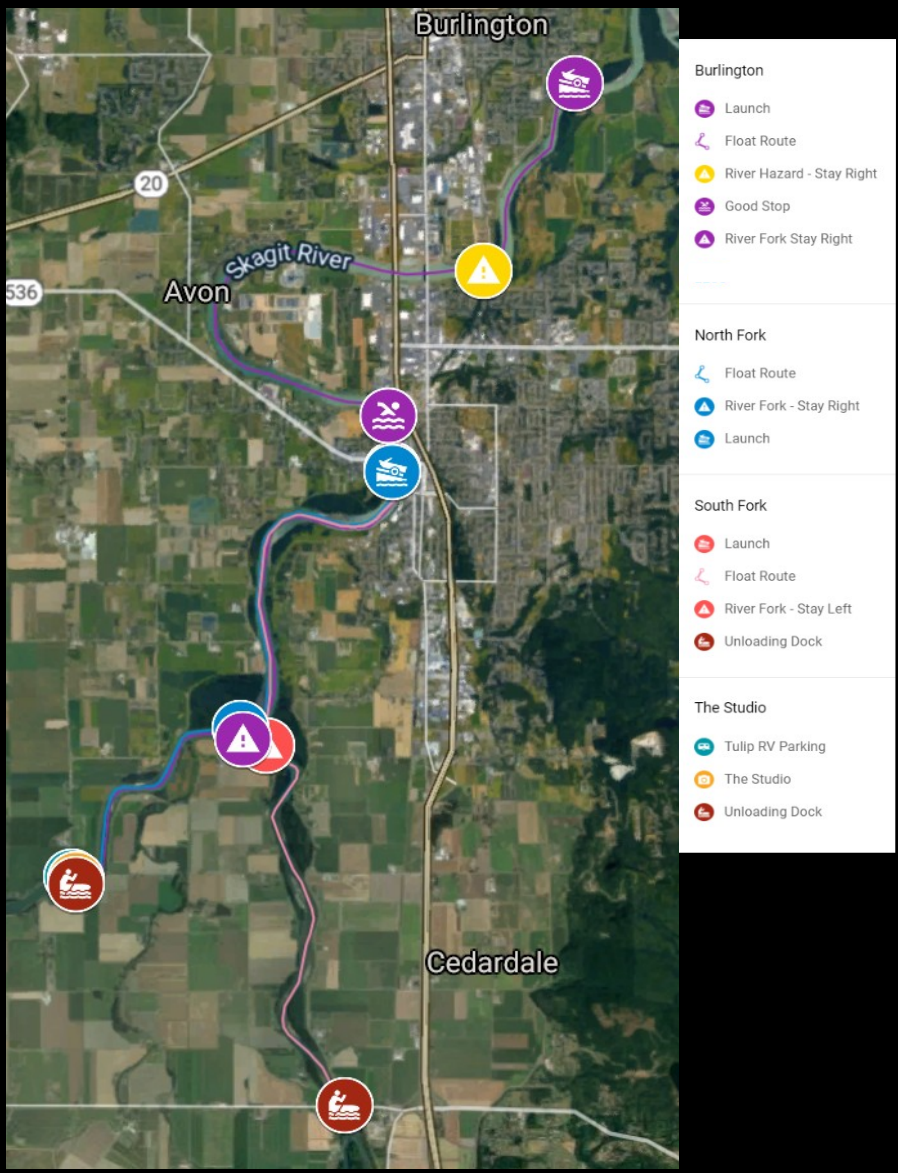 Burlington
20
Skagit River
536
Avon
Cedardale
Burlington
Launch
Float Route
River Hazard - Stay Right
Good Stop
River Fork Stay Right
North Fork
Float Route
River Fork - Stay Right
Launch
South Fork
Launch
Float Route
River Fork - Stay Left
Unloading Dock
The Studio
Tulip RV Parking
The Studio
Unloading Dock